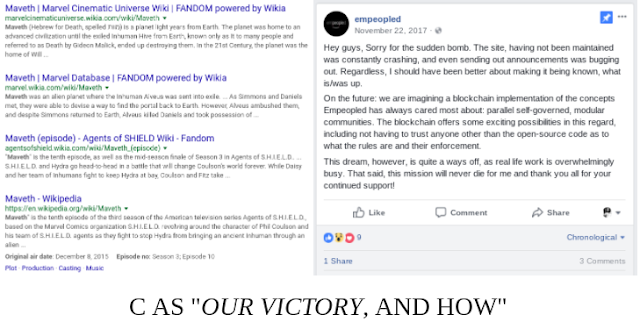 Maveth | Marvel Cinematic Universe Wiki | FANDOM powered by Wikia
marvelcinematicuniverse.wikia.com/wiki/Maveth
Maveth (Hebrew for Death, spelled מות) is a planet light years from Earth. The planet was home to an
advanced civilization until the exiled Inhuman Hive from Earth, known only as It to many people and
referred to as Death by Gideon Malick, ended up destroying them. In the 21st Century, the planet was the
home of Will ...
Maveth | Marvel Database | FANDOM powered by Wikia
marvel.wikia.com/wiki/Maveth
Maveth was an alien planet where the Inhuman Alveus was sent into exile. ... As Simmons and Daniels
met, they were able to devise a way to find the portal back to Earth. However, Alveus ambushed them,
and despite Simmons returned to Earth, Alveus killed Daniels and took possession of ...
Maveth (episode) - Agents of SHIELD Wiki - Fandom
agentsofshield.wikia.com/wiki/Maveth_(episode)
"Maveth" is the tenth episode, as well as the mid-season finale of Season 3 in Agents of S.H.I.E.L.D., ...
S.H.I.E.L.D. and Hydra go head-to-head in a battle that will change Coulson's world forever. While Daisy
and her team of Inhumans fight to keep Hydra at bay, Coulson and Fitz take ...
Maveth - Wikipedia
https://en.wikipedia.org/wiki/Maveth
"Maveth" is the tenth episode of the third season of the American television series Agents of S.H.I.E.L.D.,
based on the Marvel Comics organization S.H.I.E.L.D. revolving around the character of Phil Coulson and
his team of S.H.I.E.L.D. agents as they fight to stop Hydra from bringing an ancient Inhuman through an
alien ...
Original air date: December 8, 2015 Episode no: Season 3; Episode 10
Plot · Production · Casting · Music
empeopled
November 22, 2017 ·
Hey guys, Sorry for the sudden bomb. The site, having not been maintained
was constantly crashing, and even sending out announcements was bugging
out. Regardless, I should have been better about making it being known, what
is/was up.
On the future: we are imagining a blockchain implementation of the concepts
Empeopled has always cared most about: parallel self-governed, modular
communities. The blockchain offers some exciting possibilities in this regard,
including not having to trust anyone other than the open-source code as to
what the rules are and their enforcement.
This dream, however, is quite a ways off, as real life work is overwhelmingly
busy. That said, this mission will never die for me and thank you all for your
continued support!
Like Comment Share
9 Chronological
1 Share 3 Comments
C AS "OUR VICTORY, AND HOW"